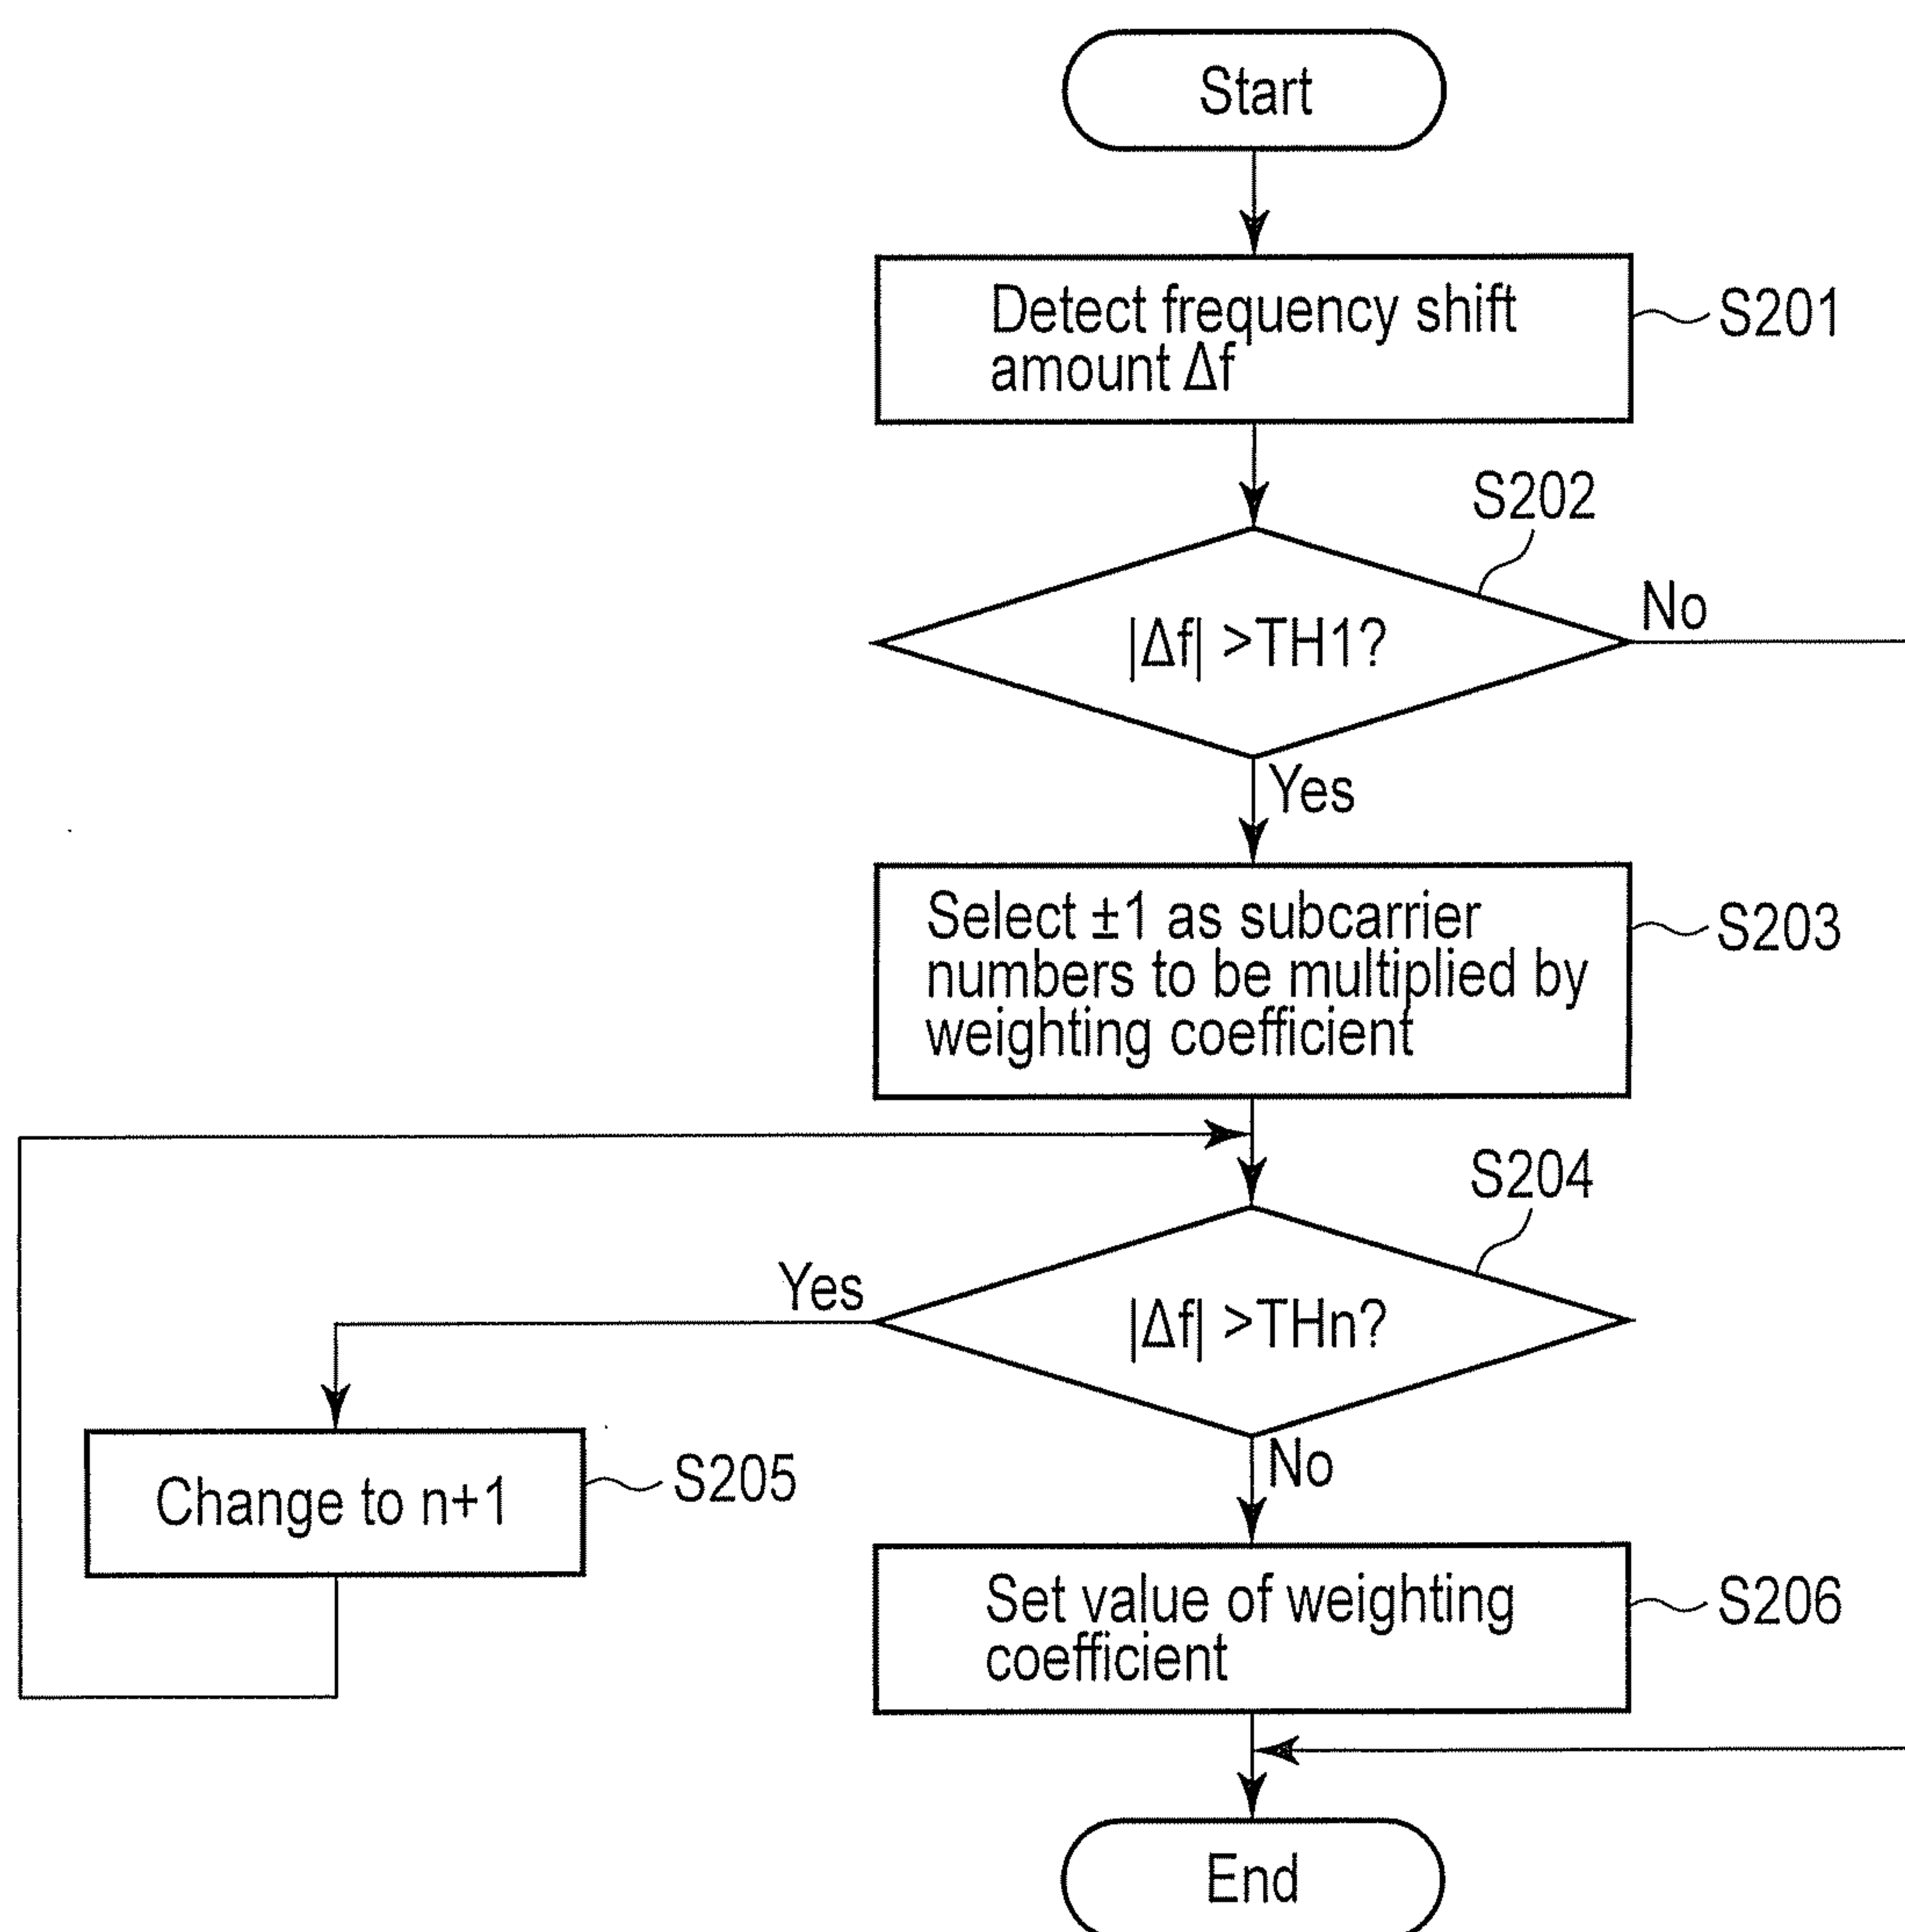 Start
Detect frequency shift
amount Δf
S201
S202
|Δf| >TH1?
No
Yes
Select ±1 as subcarrier
numbers to be multiplied by
weighting coefficient
S203
S204
Yes
|Δf| >THn?
No
Change to n+1
S205
Set value of weighting
coefficient
S206
End